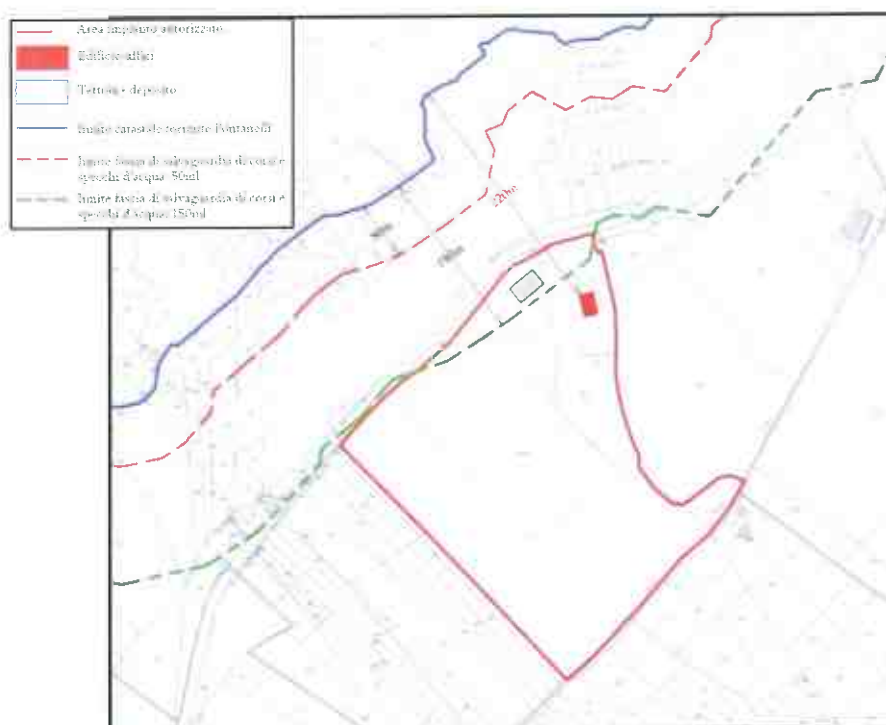 Area impianto autorizzato
Edificio uffici
Tettoia deposito
limite catastale torrente Fontanelli
limite fascia di salvaguardia di corsi e
specchi d'acqua: 50ml
limite fascia di salvaguardia di corsi e
specchi d'acqua: 150ml
220m